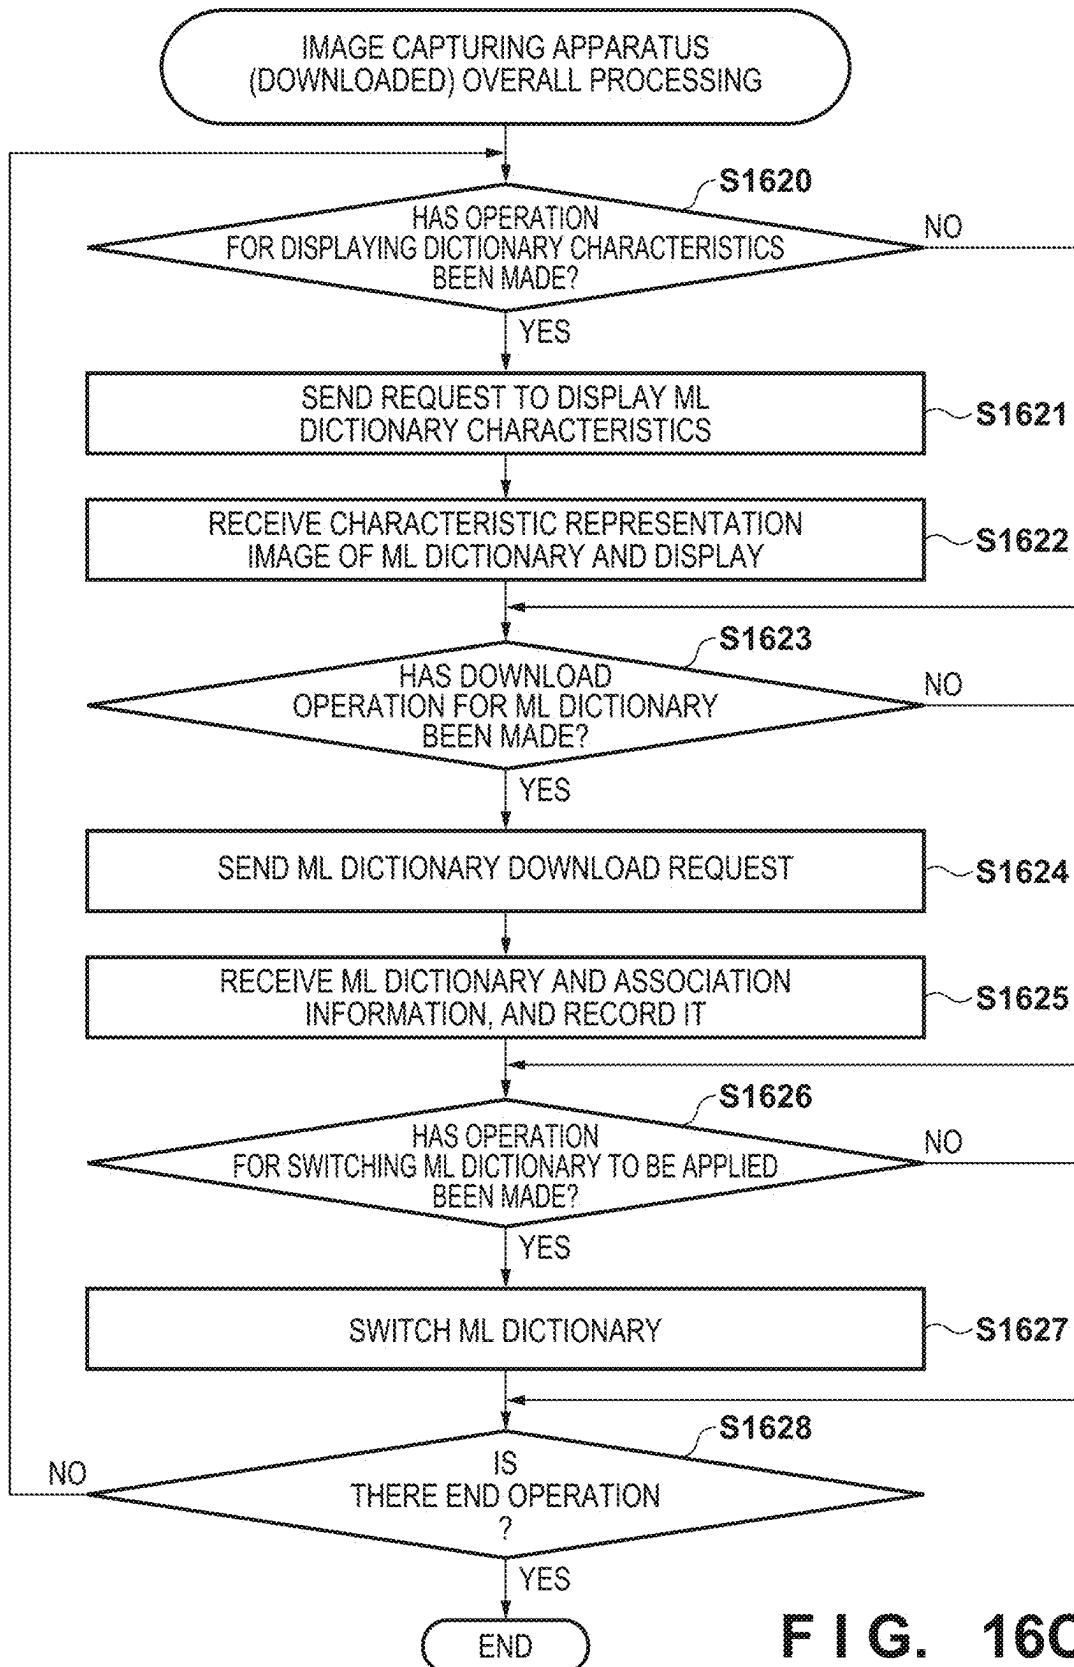 IMAGE CAPTURING APPARATUS
(DOWNLOADED) OVERALL PROCESSING
S1620
HAS OPERATION
FOR DISPLAYING DICTIONARY CHARACTERISTICS
BEEN MADE?
NO
YES
SEND REQUEST TO DISPLAY ML
DICTIONARY CHARACTERISTICS
S1621
RECEIVE CHARACTERISTIC REPRESENTATION
IMAGE OF ML DICTIONARY AND DISPLAY
S1622
S1623
HAS DOWNLOAD
OPERATION FOR ML DICTIONARY
BEEN MADE?
NO
YES
SEND ML DICTIONARY DOWNLOAD REQUEST
S1624
RECEIVE ML DICTIONARY AND ASSOCIATION
INFORMATION, AND RECORD IT
S1625
S1626
HAS OPERATION
FOR SWITCHING ML DICTIONARY TO BE APPLIED
BEEN MADE?
NO
YES
SWITCH ML DICTIONARY
S1627
S1628
IS
THERE END OPERATION
?
NO
YES
END
FIG. 16C